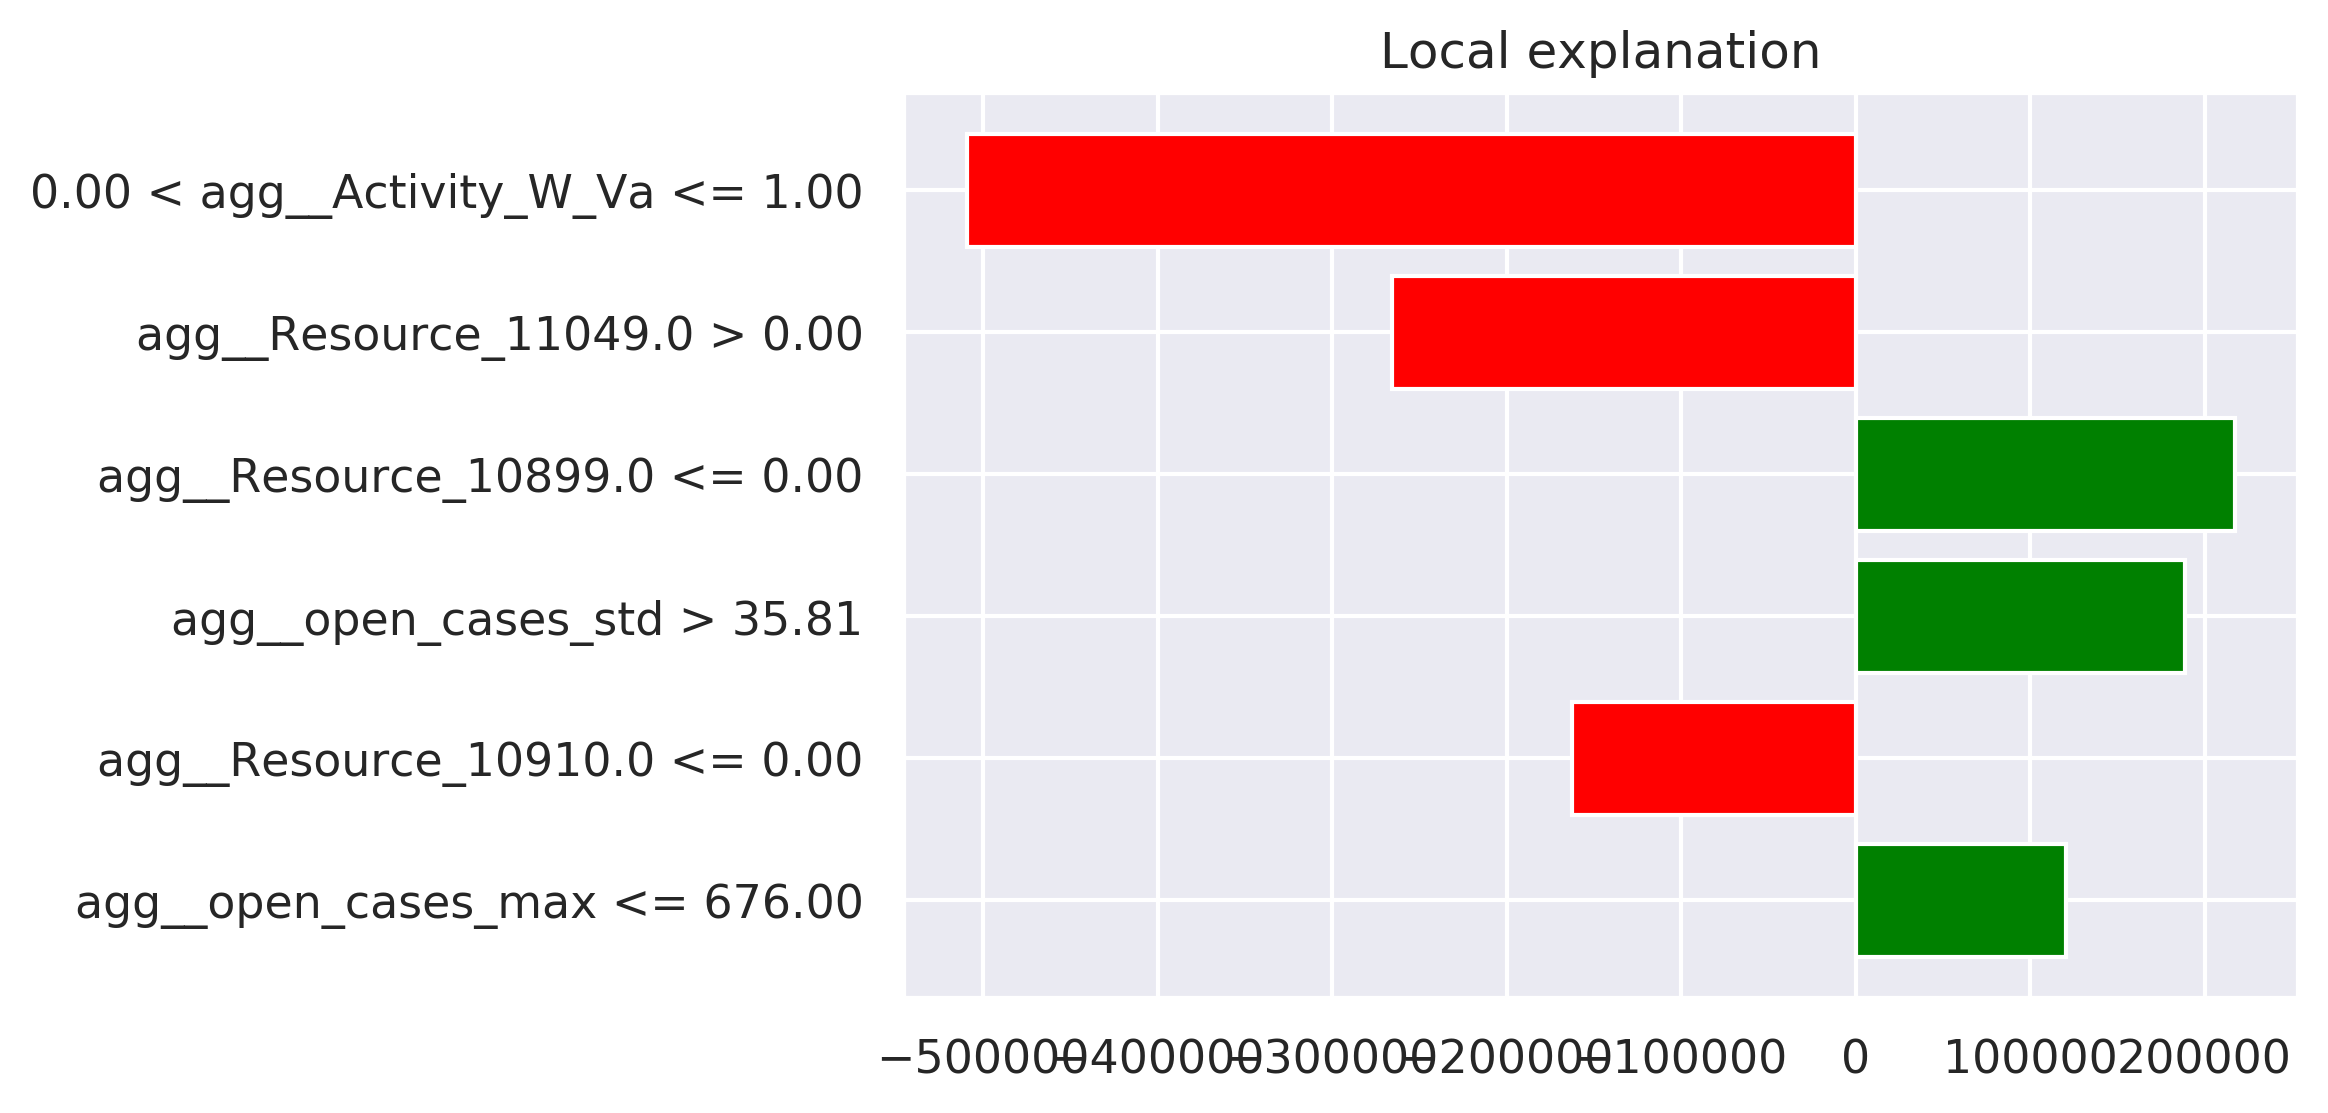 Local explanation
0.00 < agg__Activity_W_Va <= 1.00
agg__Resource_11049.0 > 0.00
agg__Resource_10899.0 <= 0.00
agg__open_cases_std > 35.81
agg__Resource_10910.0 <= 0.00
agg__open_cases_max <= 676.00
−500000 −400000 −300000 −200000 −100000 0 100000 200000